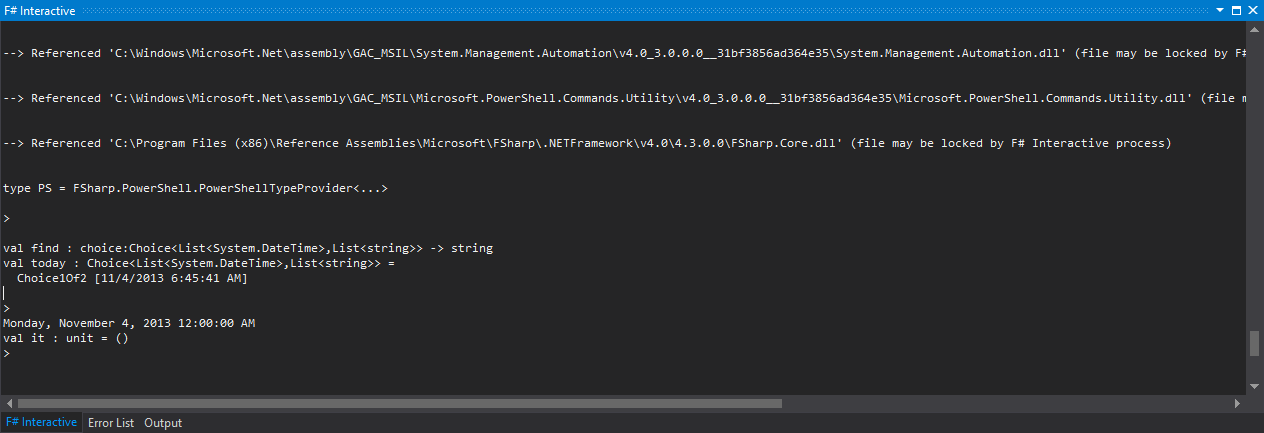 F# Interactive
--> Referenced 'C:\Windows\Microsoft.Net\assembly\GAC_MSIL\System.Management.Automation\v4.0_3.0.0.0__31bf3856ad364e35\System.Management.Automation.dll' (file may be locked by F#
--> Referenced 'C:\Windows\Microsoft.Net\assembly\GAC_MSIL\Microsoft.PowerShell.Commands.Utility\v4.0_3.0.0.0__31bf3856ad364e35\Microsoft.PowerShell.Commands.Utility.dll' (file
--> Referenced 'C:\Program Files (x86)\Reference Assemblies\Microsoft\FSharp\.NETFramework\v4.0\4.3.0.0\FSharp.Core.dll' (file may be locked by F# Interactive process)
type PS = FSharp.PowerShell.PowerShellTypeProvider<...>
>
val find : choice:Choice<List<System.DateTime>,List<string>> -> string
val today : Choice<List<System.DateTime>,List<string>> =
  Choice1Of2 [11/4/2013 6:45:41 AM]
>
Monday, November 4, 2013 12:00:00 AM
val it : unit = ()
>
F# Interactive Error List Output